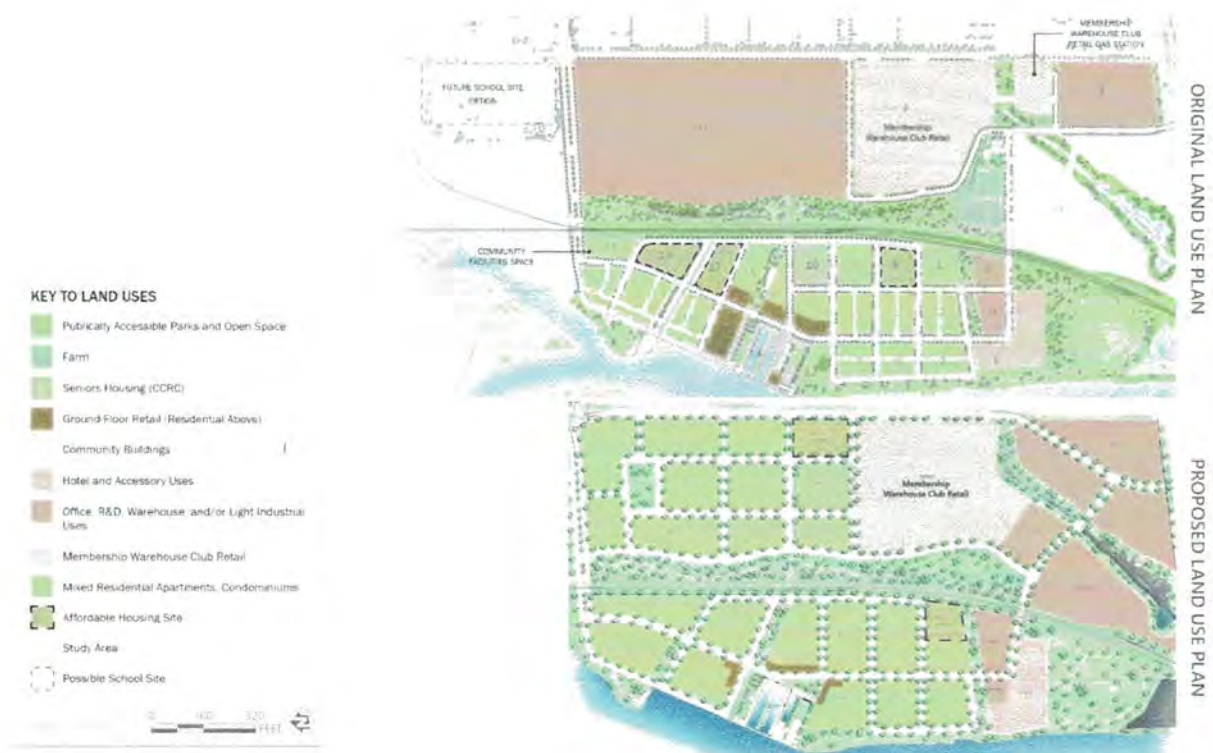 MEMBERSHIP
WAREHOUSE CLUB
RETAIL GAS STATION
FUTURE SCHOOL SITE
OPTION
Membership
Warehouse Club Retail
COMMUNITY
FACILITIES SPACE
ORIGINAL LAND USE PLAN
KEY TO LAND USES
Publically Accessible Parks and Open Space
Farm
Seniors Housing (CCRC)
Ground-Floor Retail (Residential Above)
Community Buildings
Hotel and Accessory Uses
Office, R&D, Warehouse and/or Light Industrial
Uses
Membership Warehouse Club Retail
Mixed Residential Apartments, Condominiums
Affordable Housing Site
Study Area
Possible School Site
FEET
Membership
Warehouse Club Retail
PROPOSED LAND USE PLAN